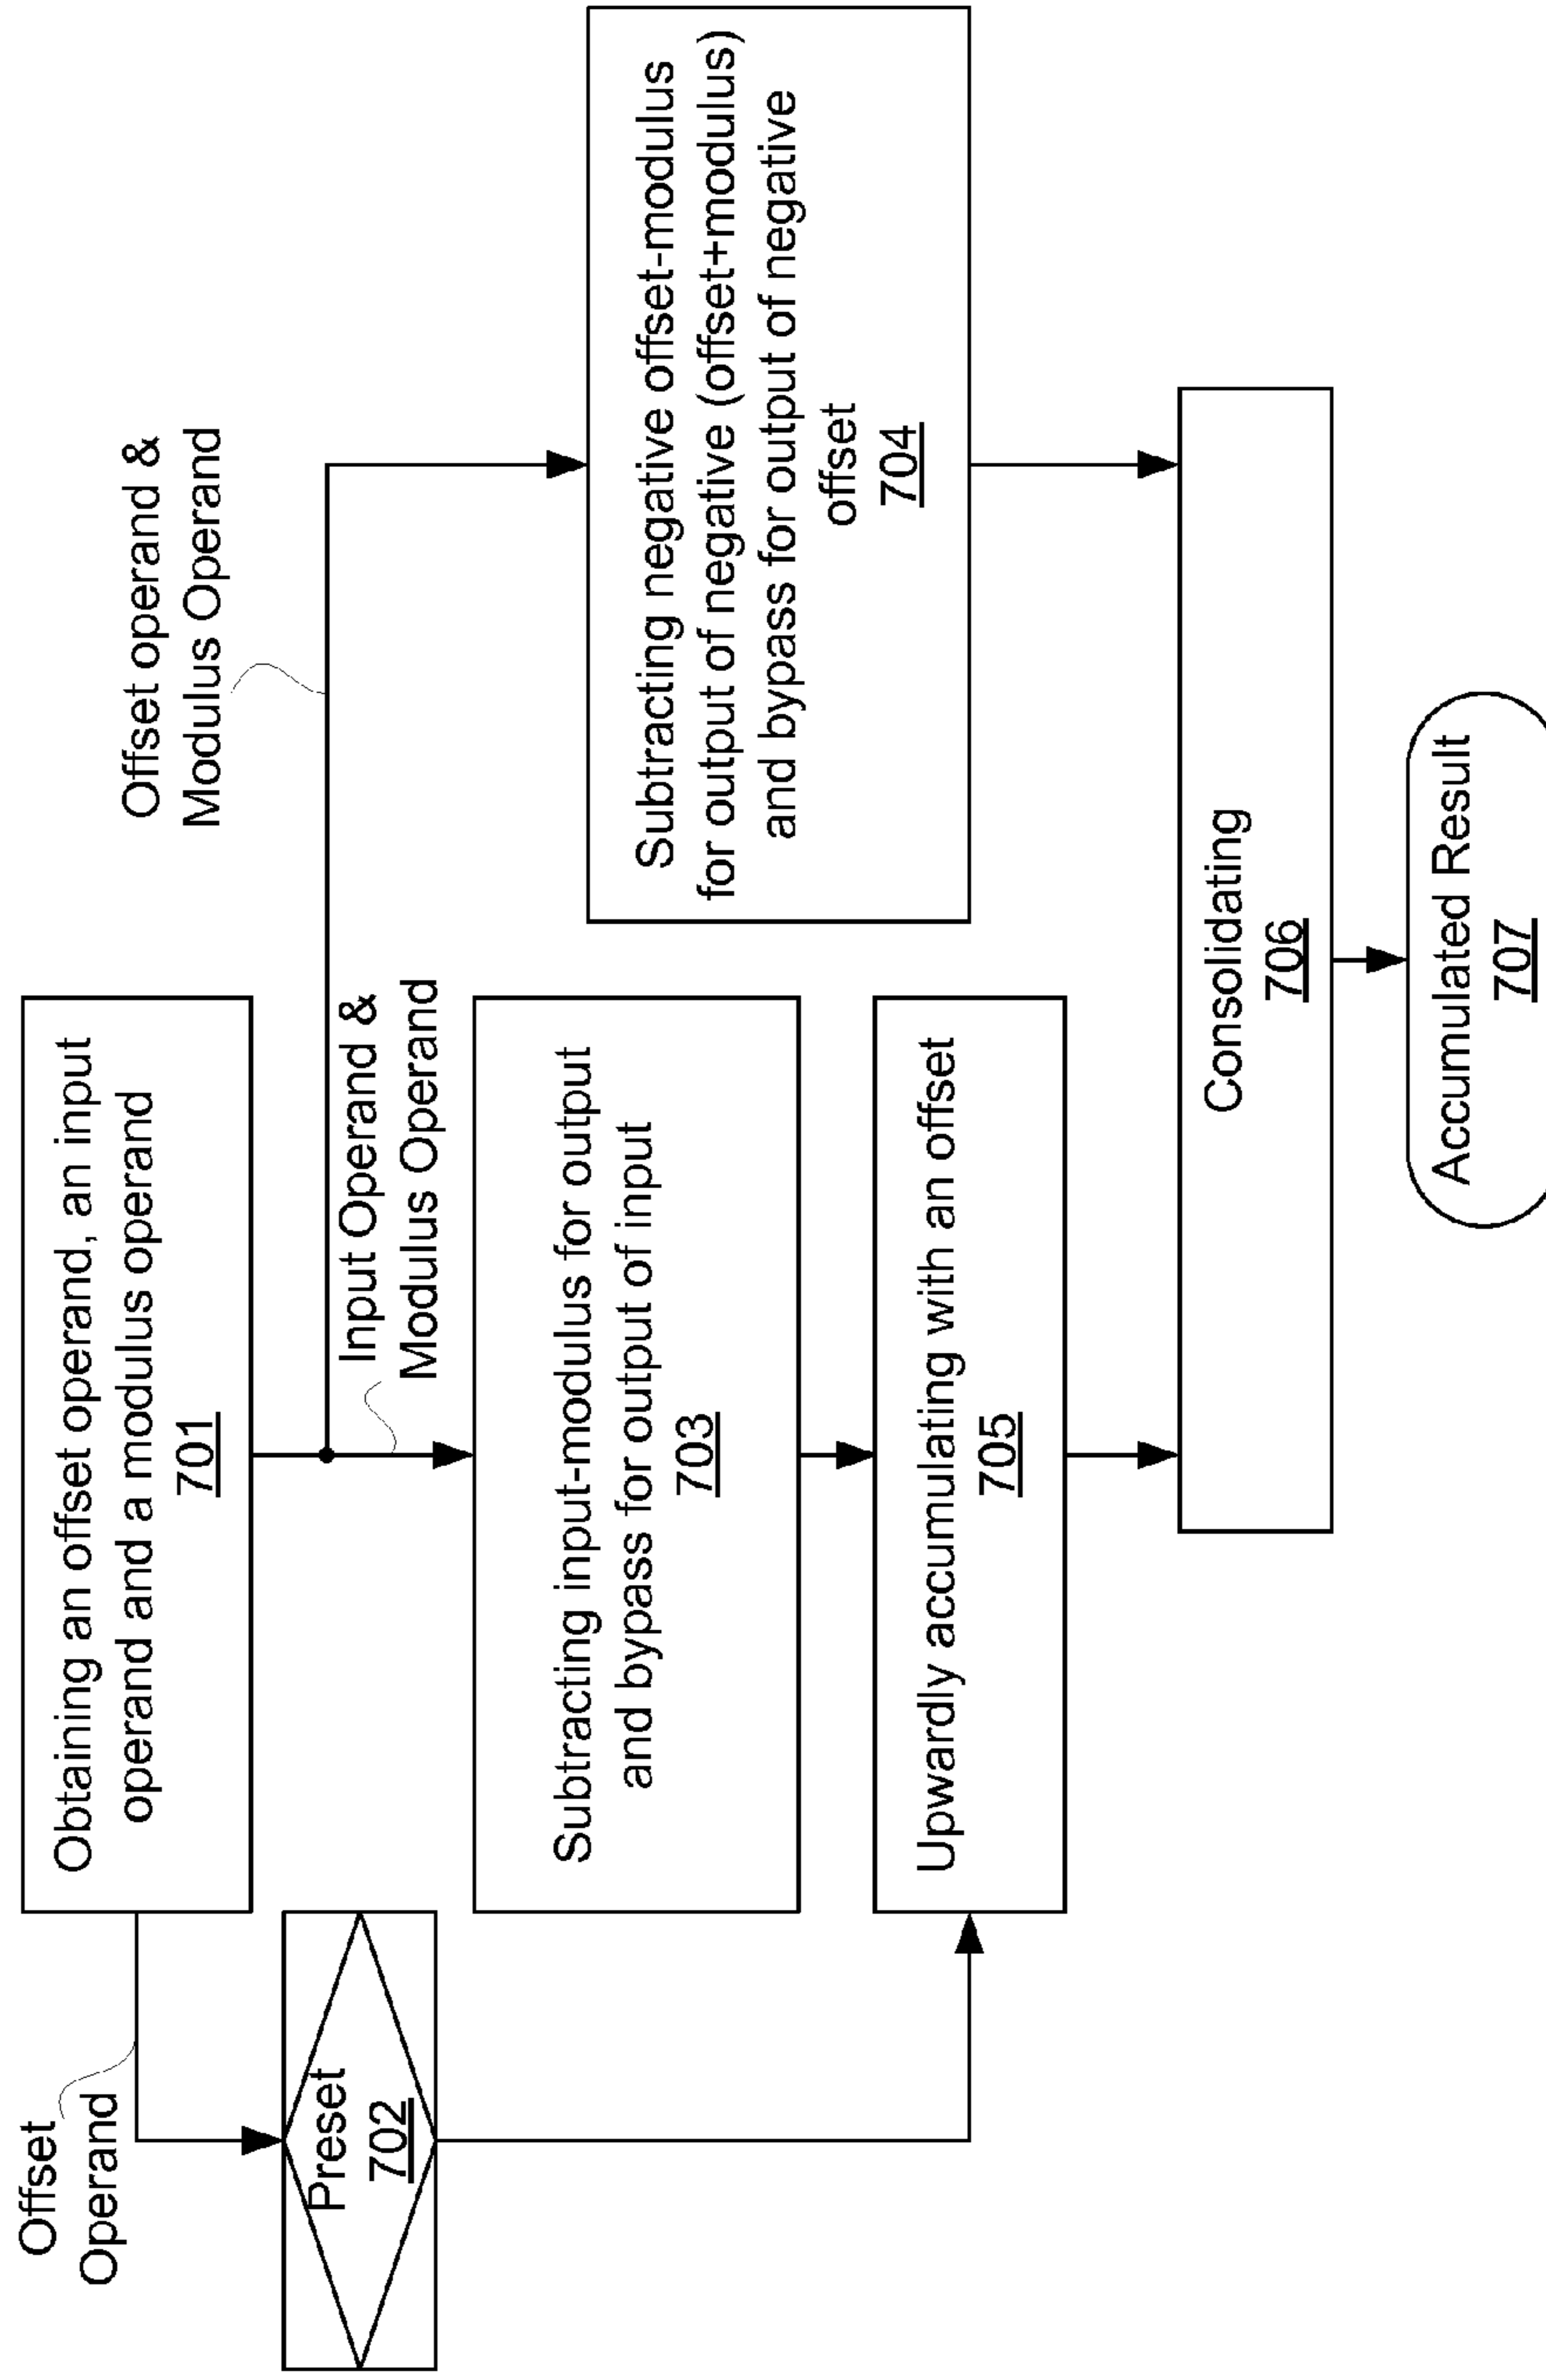 Offset
Operand
Obtaining an offset operand, an input
operand and a modulus operand
701
Offset operand &
Modulus Operand
Preset
702
Input Operand &
Modulus Operand
Subtracting input-modulus for output
and bypass for output of input
703
Subtracting negative offset-modulus
for output of negative (offset+modulus)
and bypass for output of negative
offset
704
Upwardly accumulating with an offset
705
Consolidating
706
Accumulated Result
707